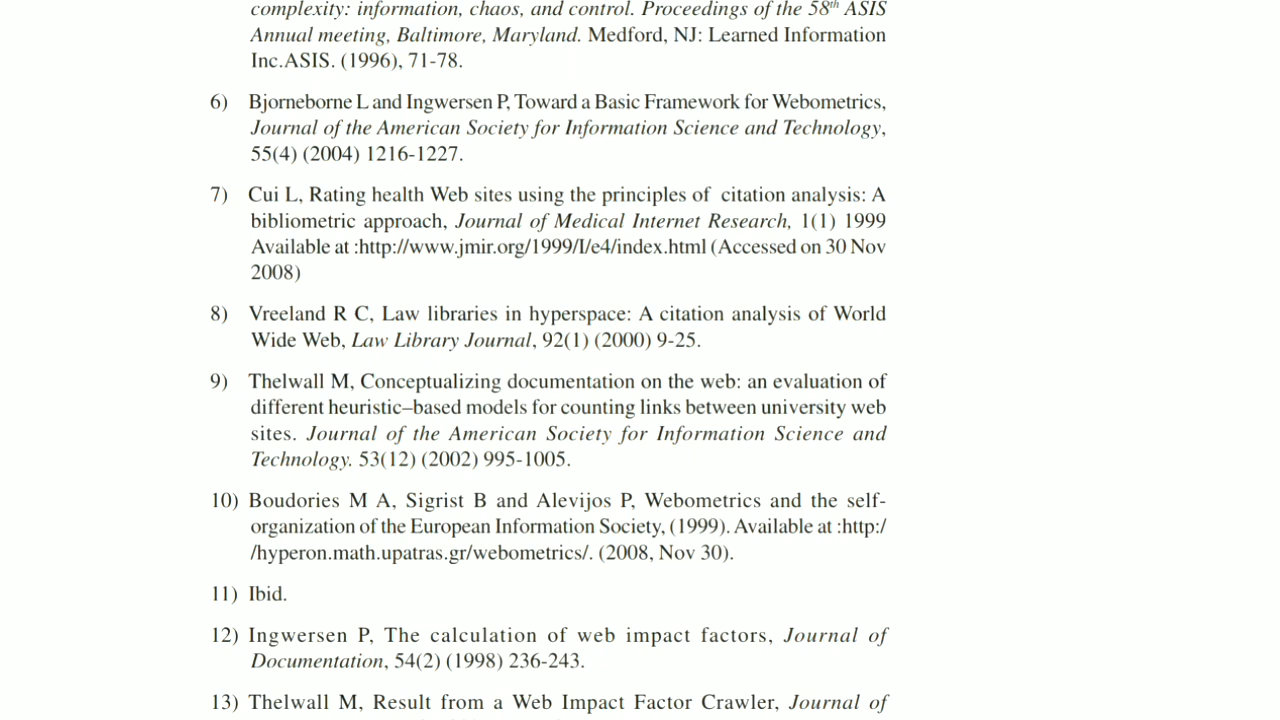 complexity: information, chaos, and control. Proceedings of the 58th ASIS
Annual meeting, Baltimore, Maryland. Medford, NJ: Learned Information
Inc.ASIS. (1996), 71-78.
6) Bjorneborne L and Ingwersen P, Toward a Basic Framework for Webometrics,
Journal of the American Society for Information Science and Technology,
55(4) (2004) 1216-1227.
7) Cui L, Rating health Web sites using the principles of citation analysis: A
bibliometric approach, Journal of Medical Internet Research, 1(1) 1999
Available at :http://www.jmir.org/1999/I/e4/index.html (Accessed on 30 Nov
2008)
8) Vreeland R C, Law libraries in hyperspace: A citation analysis of World
Wide Web, Law Library Journal, 92(1) (2000) 9-25.
9) Thelwall M, Conceptualizing documentation on the web: an evaluation of
different heuristic–based models for counting links between university web
sites. Journal of the American Society for Information Science and
Technology. 53(12) (2002) 995-1005.
10) Boudories M A, Sigrist B and Alevijos P, Webometrics and the self-
organization of the European Information Society, (1999). Available at :http:/
/hyperon.math.upatras.gr/webometrics/. (2008, Nov 30).
11) Ibid.
12) Ingwersen P, The calculation of web impact factors, Journal of
Documentation, 54(2) (1998) 236-243.
13) Thelwall M, Result from a Web Impact Factor Crawler, Journal of